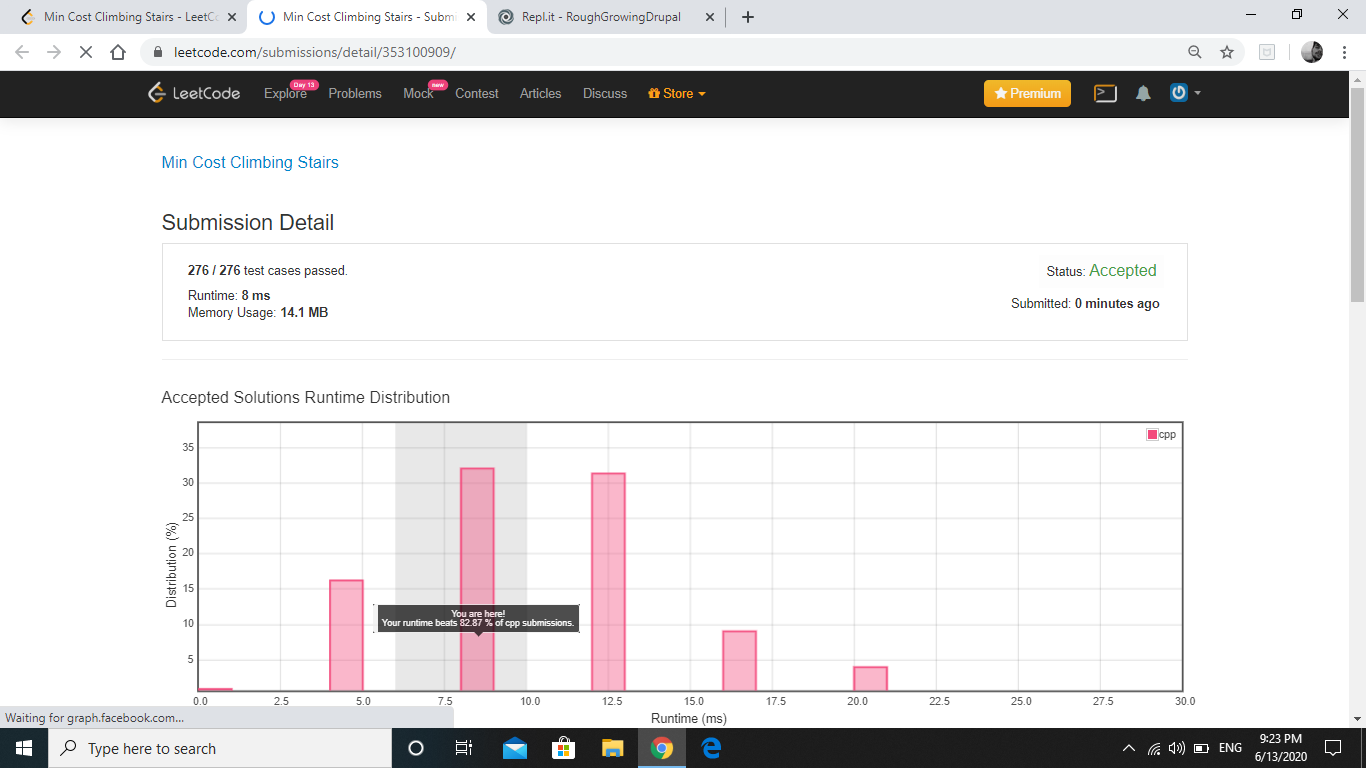 Min Cost Climbing Stairs - LeetC
Min Cost Climbing Stairs - Submi
Repl.it - RoughGrowingDrupal
leetcode.com/submissions/detail/353100909/
LeetCode
Explore
Day 13
Problems
Mock
new
Contest
Articles
Discuss
Store
Premium
Min Cost Climbing Stairs
Submission Detail
276 / 276 test cases passed.
Status: Accepted
Runtime: 8 ms
Submitted: 0 minutes ago
Memory Usage: 14.1 MB
Accepted Solutions Runtime Distribution
cpp
35
30
25
20
15
10
5
Distribution (%)
You are here!
Your runtime beats 82.87 % of cpp submissions.
0.0 2.5 5.0 7.5 10.0 12.5 15.0 17.5 20.0 22.5 25.0 27.5 30.0
Runtime (ms)
Waiting for graph.facebook.com...
Type here to search
ENG
9:23 PM
6/13/2020